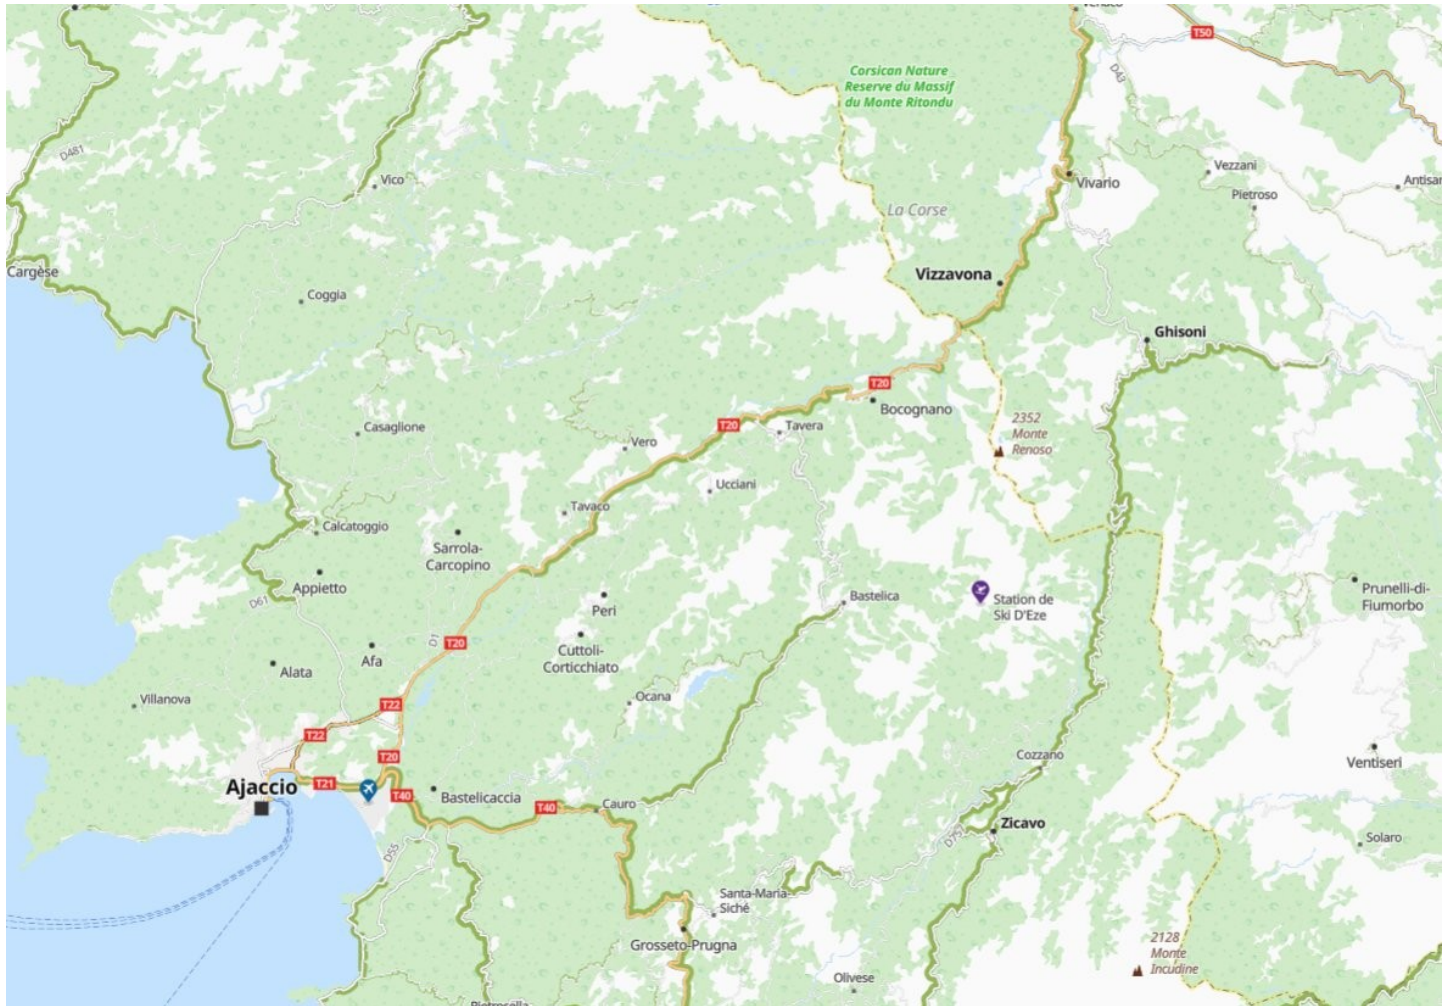 T50
Corsican Nature
Reserve du Massif
du Monte Ritondu
D43
D481
Vico
Vivario
Vezzani
Pietroso
La Corse
Cargèse
Vizzavona
Coggia
Ghisoni
T20
Bocognano
2352
Monte
Renoso
T20
Tavera
Casaglione
Vero
Ucciani
Tavaco
Calcatoggio
Sarrola-
Carcopino
Appietto
D61
Peri
Bastelica
Station de
Ski D'Eze
Prunelli-di-
Fiumorbo
D1
T20
Cuttoli-
Corticchiato
Afa
Alata
Ocana
Villanova
T22
T22
T20
Cozzano
Ventiseri
T21
Ajaccio
T40
Bastelicaccia
T40
Cauro
Zicavo
D757
Solaro
D55
Santa-Maria-
Siché
Grosseto-Prugna
2128
Monte
Incudine
Olivese